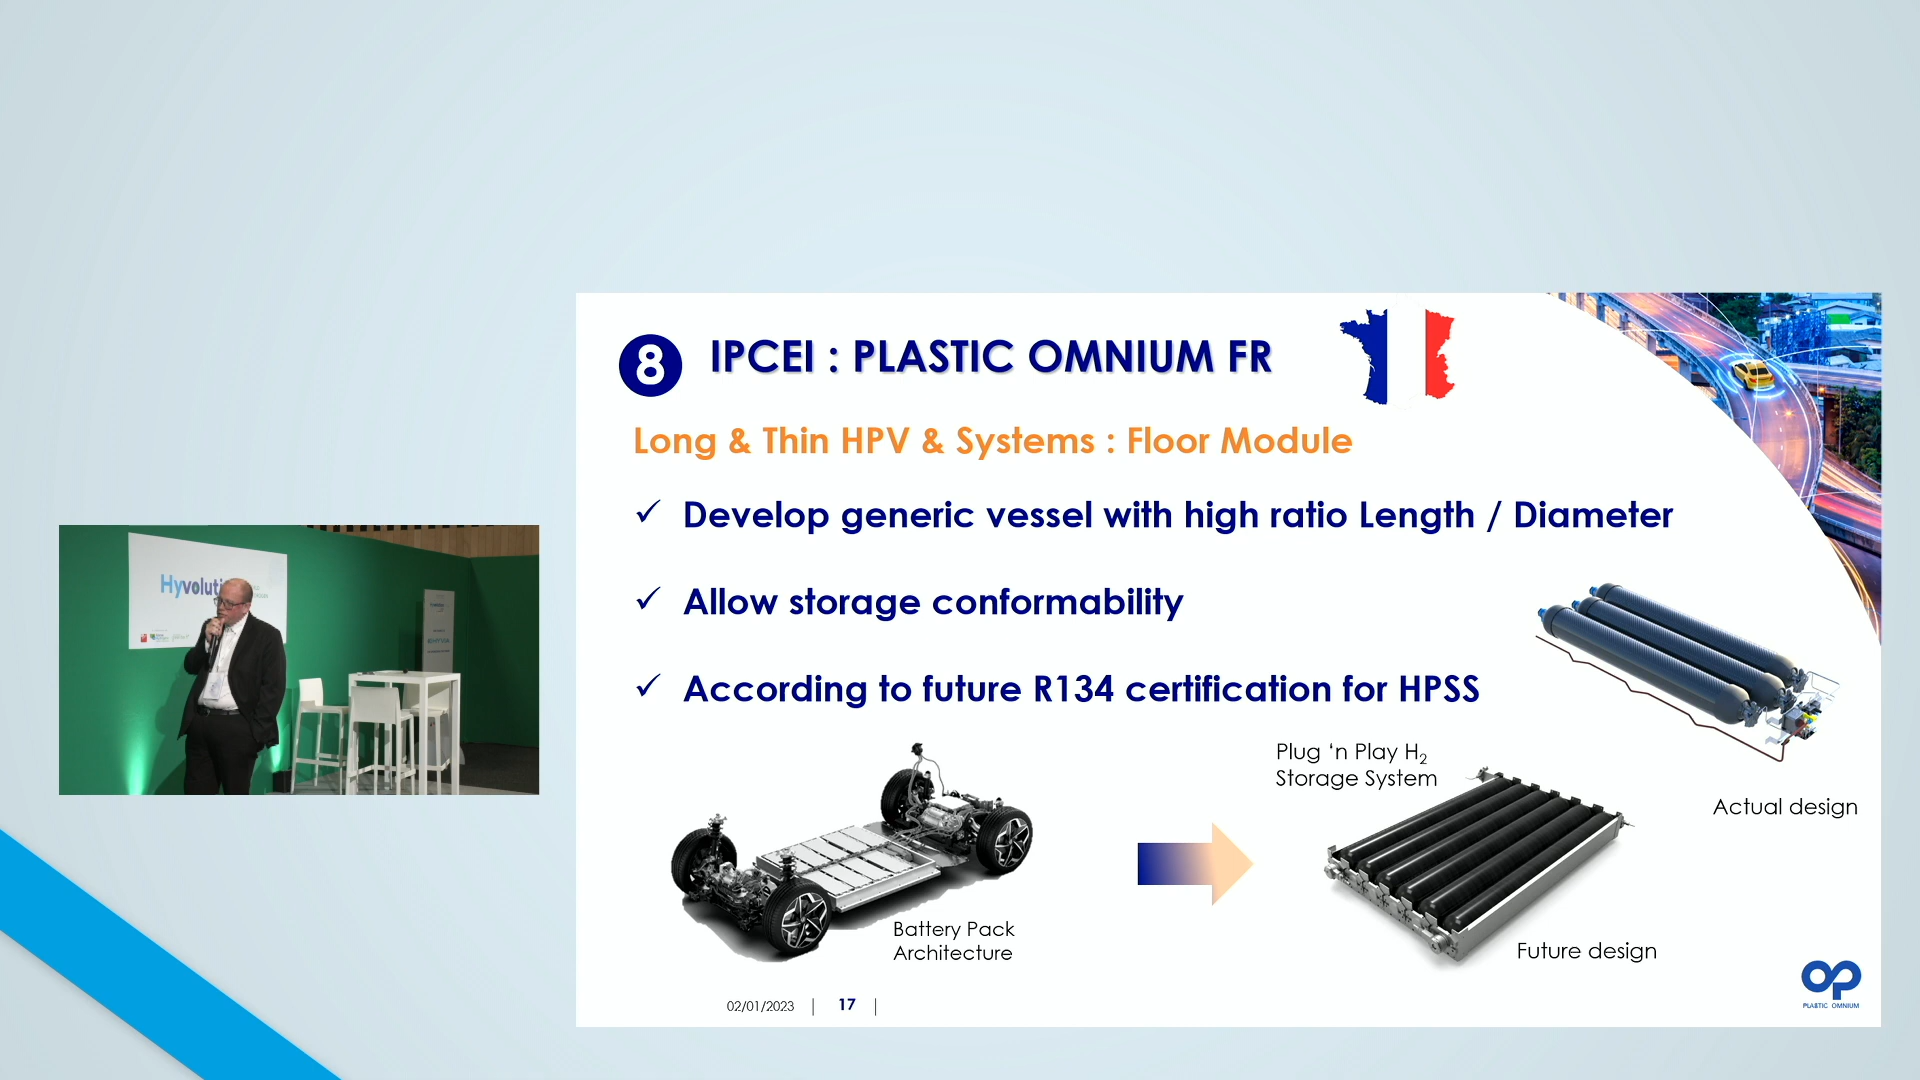 8 IPCEI : PLASTIC OMNIUM FR
Long & Thin HPV & Systems : Floor Module
✓ Develop generic vessel with high ratio Length / Diameter
✓ Allow storage conformability
✓ According to future R134 certification for HPSS
Plug ‘n Play H₂
Storage System
Actual design
Battery Pack
Architecture
Future design
02/01/2023 | 17 |
PLASTIC OMNIUM
Hyvoluti